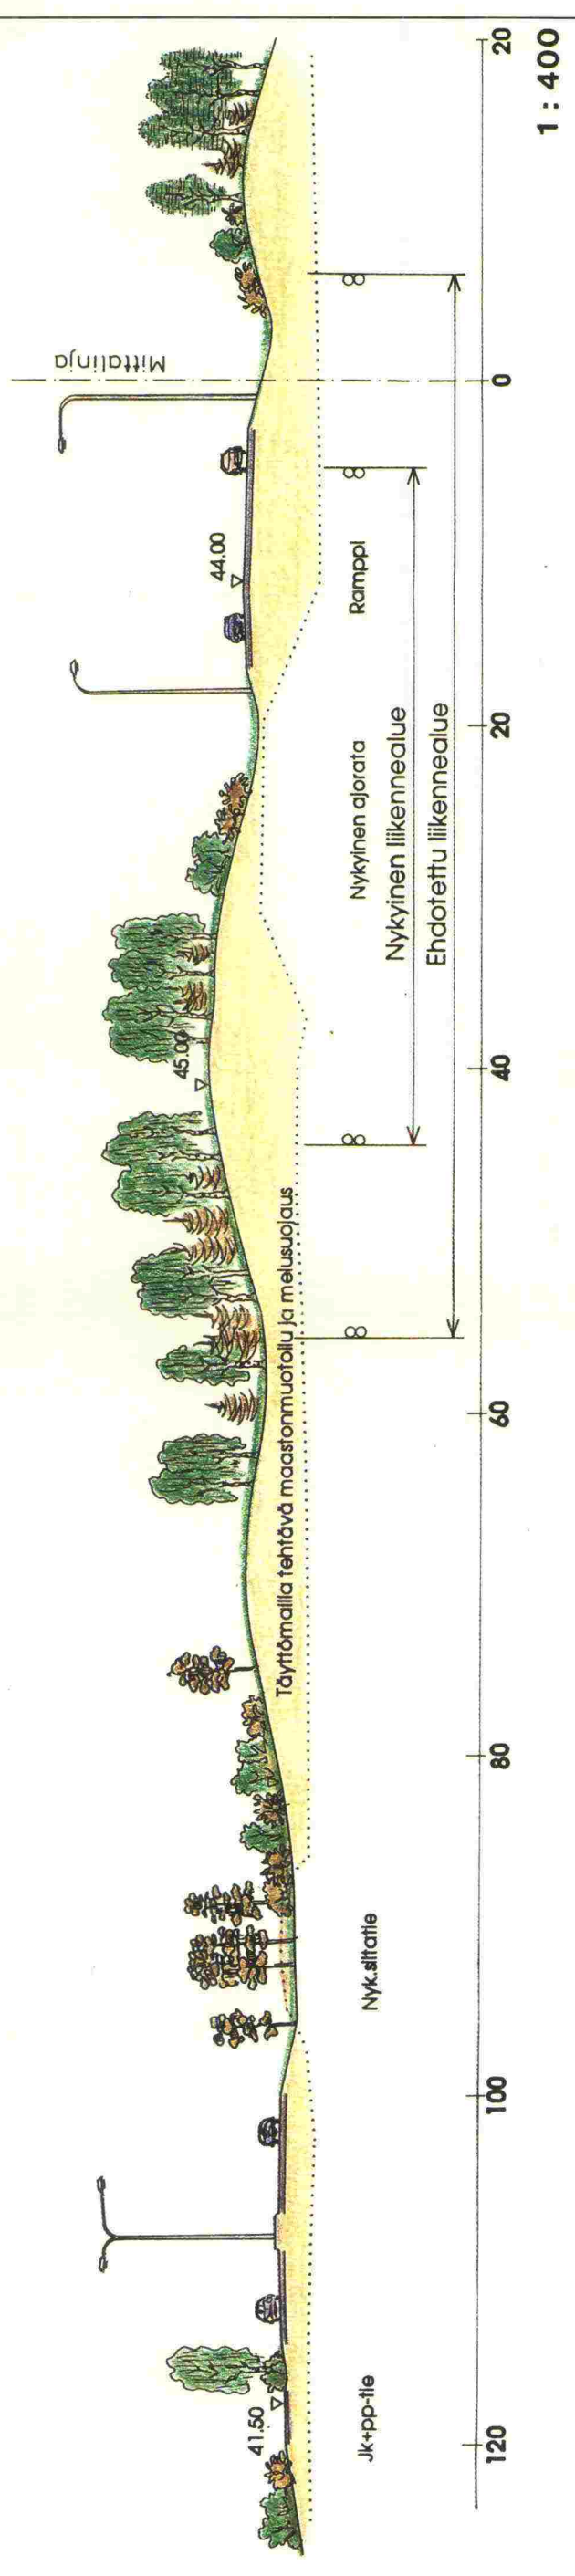 Mittalinja
44.00
45.00
41.50
Täyttömailla tehtävä maastonmuotoilu ja melusuojaus
Jk+pp-tie
Nyk.sitatie
Nykyinen ajorata
Ramppi
Nykyinen liikennealue
Ehdotettu liikennealue
120
100
80
60
40
20
0
20
1 : 400